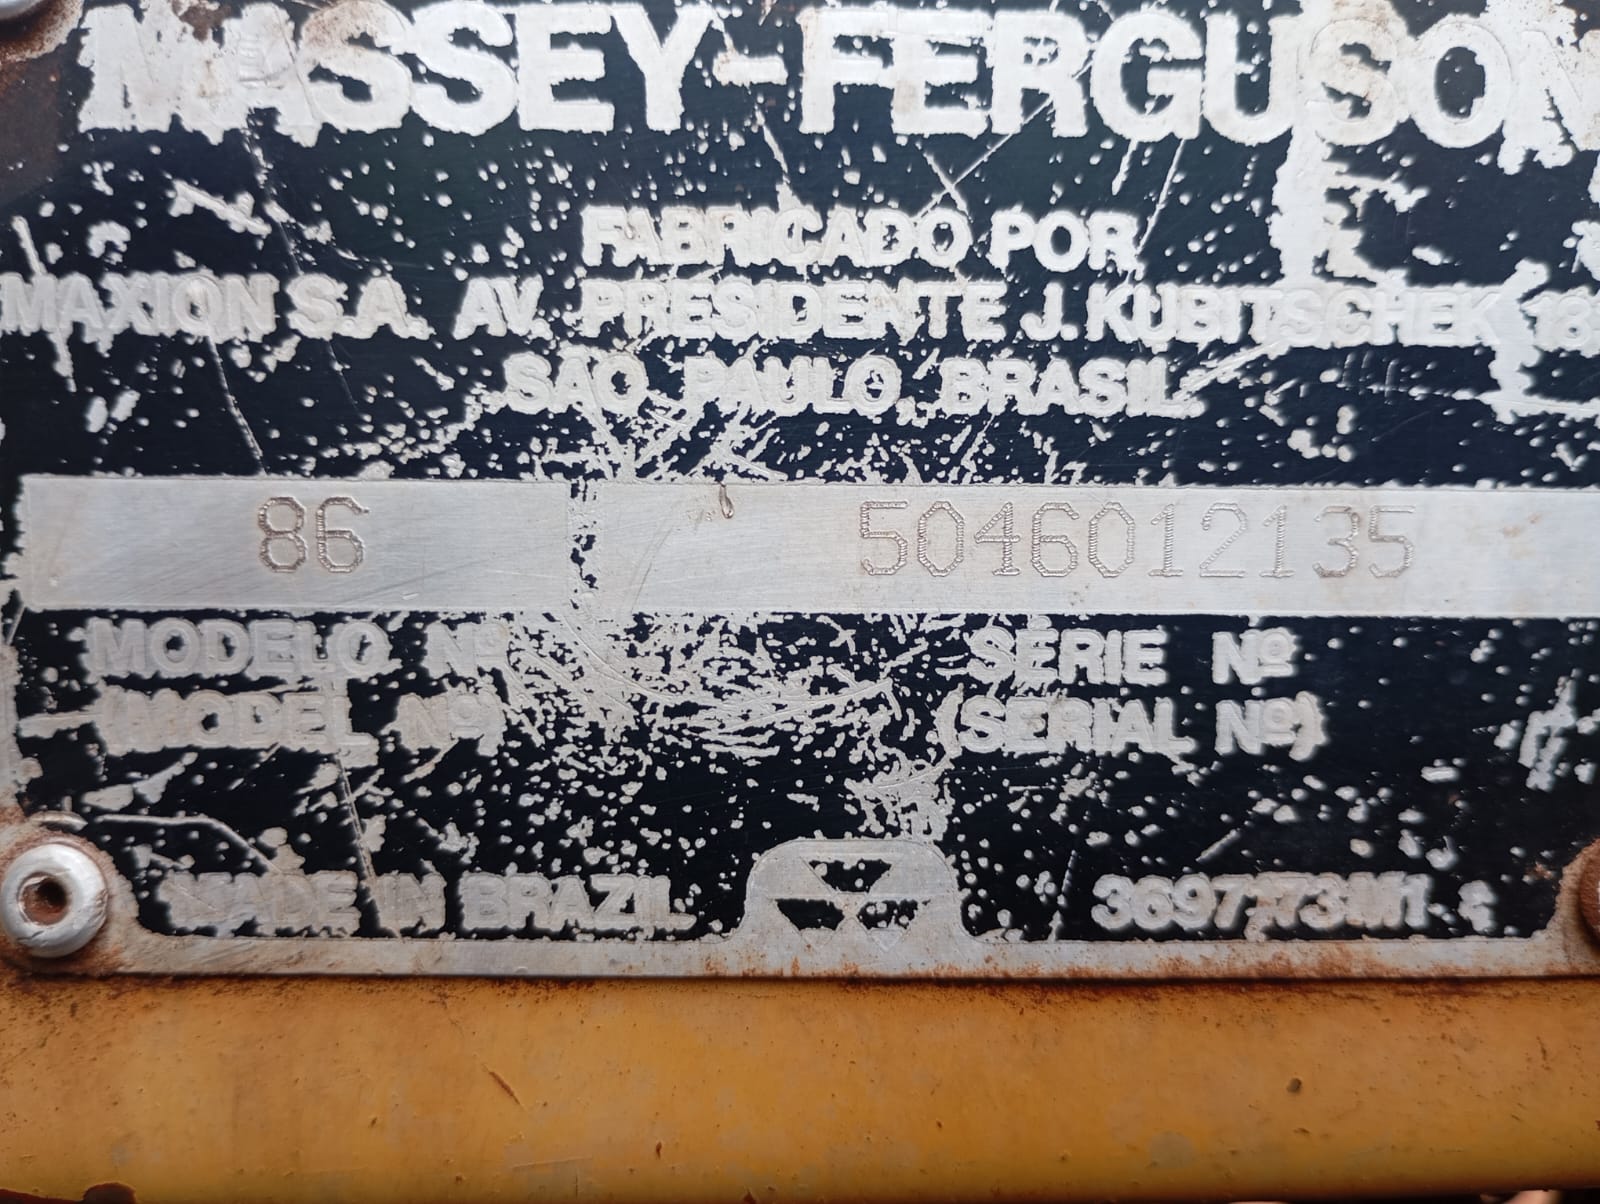 MASSEY-FERGUSON
FABRICADO POR
MAXION S.A. AV. PRESIDENTE J. KUBITSCHEK
SÃO PAULO, BRASIL
86 5046012135
MODELO Nº SÉRIE Nº
(MODEL Nº) (SERIAL Nº)
MADE IN BRAZIL